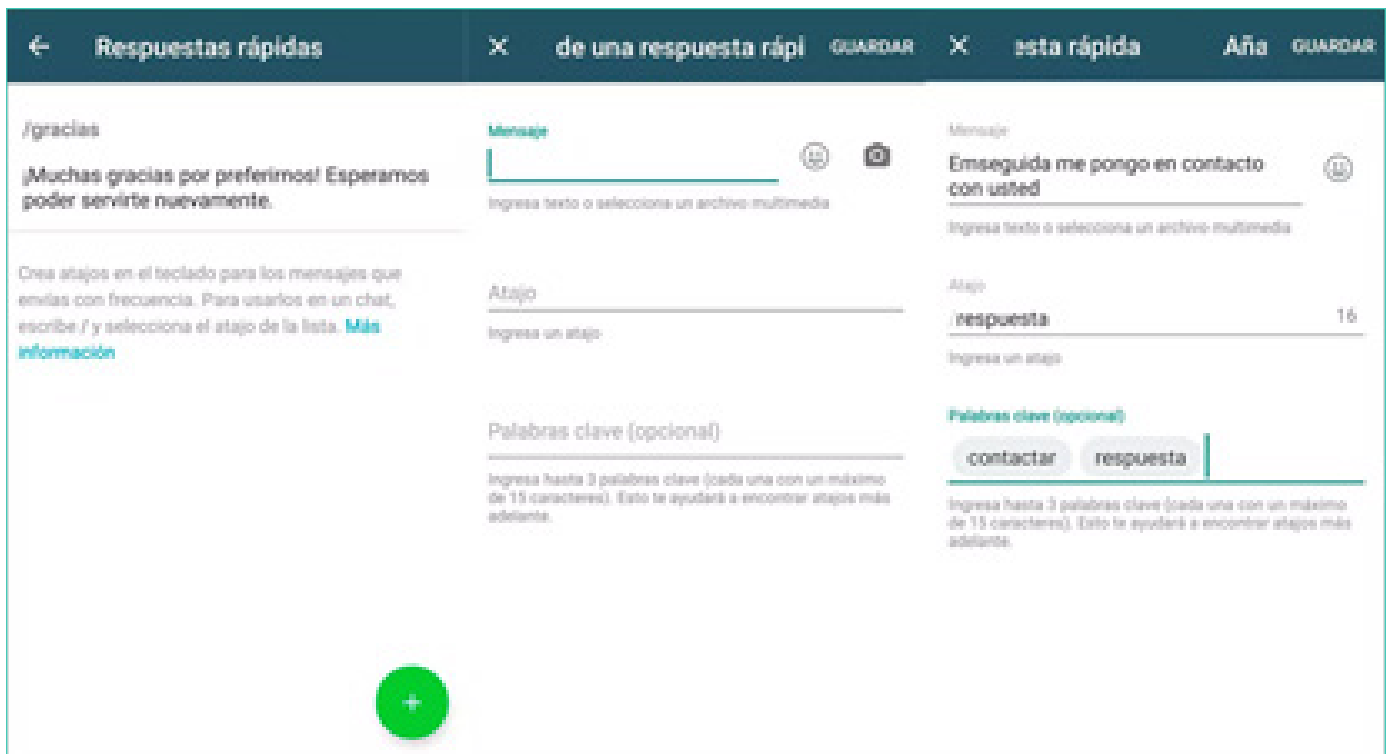 Respuestas rápidas
/gracias
¡Muchas gracias por preferirnos! Esperamos
poder servirte nuevamente.
Crea atajos en el teclado para los mensajes que
envías con frecuencia. Para usarlos en un chat,
escribe / y selecciona el atajo de la lista. Más
información
+
de una respuesta rápi GUARDAR
Mensaje
Ingresa texto o selecciona un archivo multimedia
Atajo
Ingresa un atajo
Palabras clave (opcional)
Ingresa hasta 3 palabras clave (cada una con un máximo
de 15 caracteres). Esto te ayudará a encontrar atajos más
adelante.
esta rápida Aña GUARDAR
Mensaje
Emseguida me pongo en contacto
con usted
Ingresa texto o selecciona un archivo multimedia
Atajo
/respuesta 16
Ingresa un atajo
Palabras clave (opcional)
contactar respuesta
Ingresa hasta 3 palabras clave (cada una con un máximo
de 15 caracteres). Esto te ayudará a encontrar atajos más
adelante.